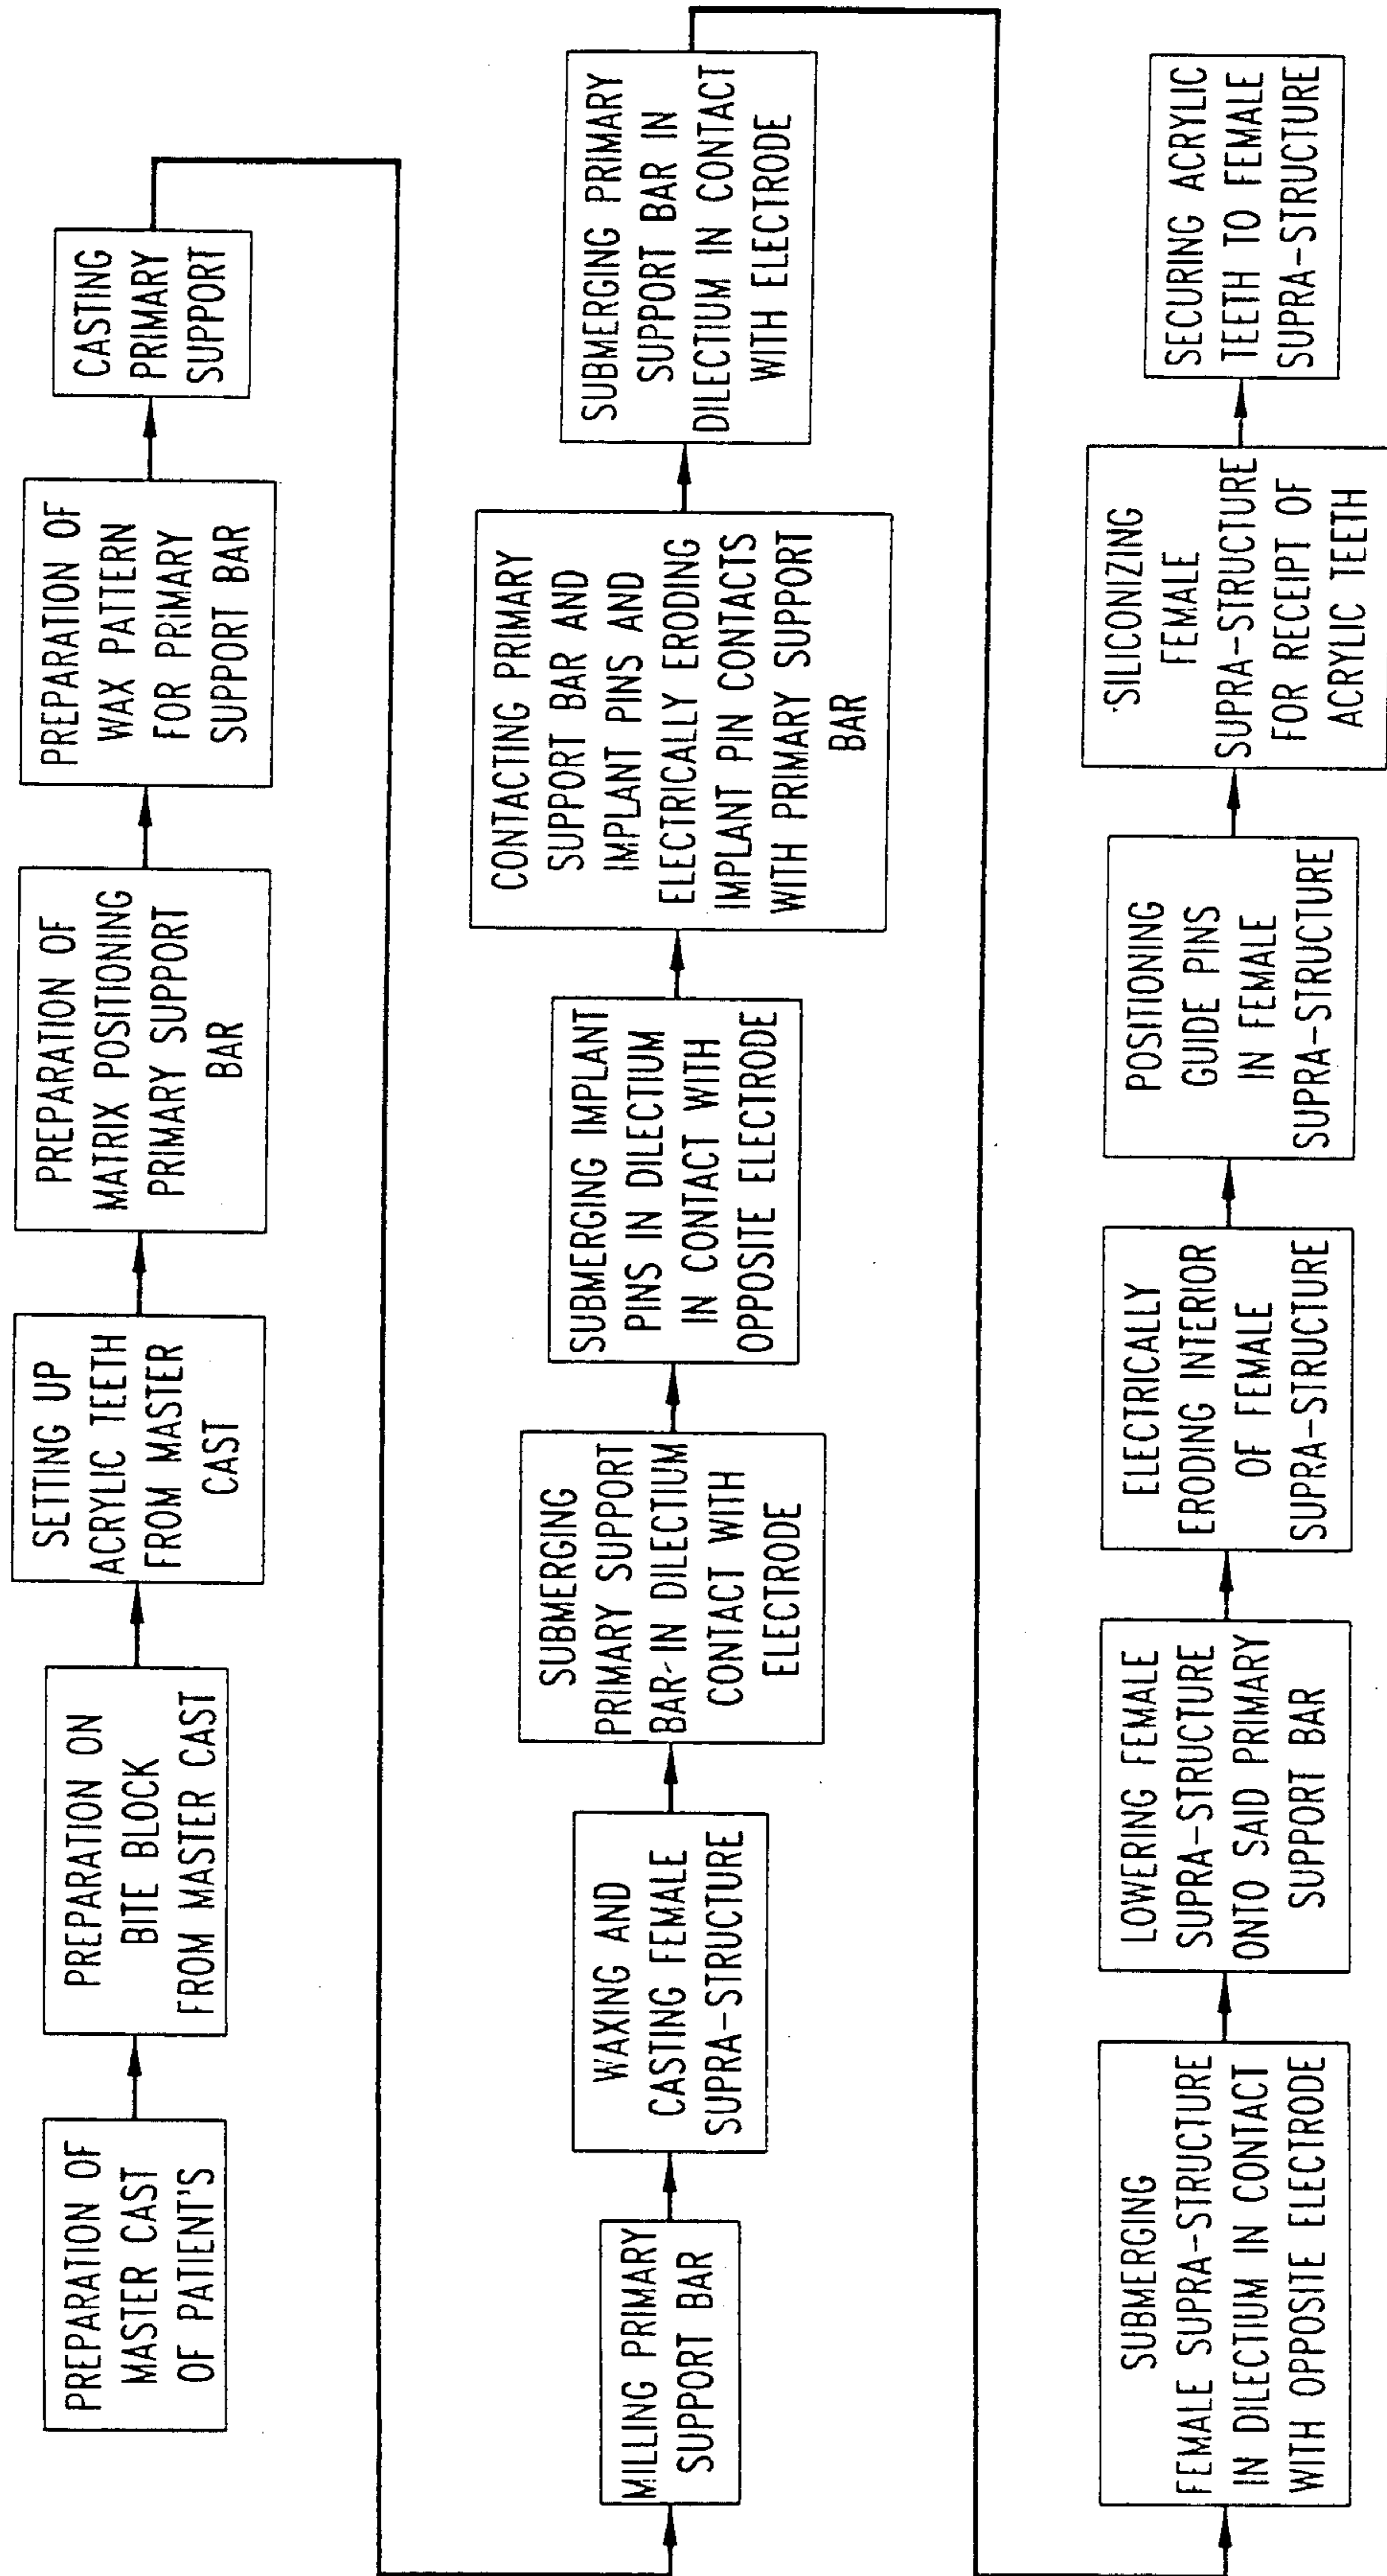 PREPARATION OF
MASTER CAST
OF PATIENT'S
PREPARATION ON
BITE BLOCK
FROM MASTER CAST
SETTING UP
ACRYLIC TEETH
FROM MASTER
CAST
PREPARATION OF
MATRIX POSITIONING
PRIMARY SUPPORT
BAR
PREPARATION OF
WAX PATTERN
FOR PRIMARY
SUPPORT BAR
CASTING
PRIMARY
SUPPORT
MILLING PRIMARY
SUPPORT BAR
WAXING AND
CASTING FEMALE
SUPRA-STRUCTURE
SUBMERGING
PRIMARY SUPPORT
BAR IN DILECTIUM
CONTACT WITH
ELECTRODE
SUBMERGING IMPLANT
PINS IN DILECTIUM
IN CONTACT WITH
OPPOSITE ELECTRODE
CONTACTING PRIMARY
SUPPORT BAR AND
IMPLANT PINS AND
ELECTRICALLY ERODING
IMPLANT PIN CONTACTS
WITH PRIMARY SUPPORT
BAR
SUBMERGING PRIMARY
SUPPORT BAR IN
DILECTIUM IN CONTACT
WITH ELECTRODE
SUBMERGING
FEMALE SUPRA-STRUCTURE
IN DILECTIUM IN CONTACT
WITH OPPOSITE ELECTRODE
LOWERING FEMALE
SUPRA-STRUCTURE
ONTO SAID PRIMARY
SUPPORT BAR
ELECTRICALLY
ERODING INTERIOR
OF FEMALE
SUPRA-STRUCTURE
POSITIONING
GUIDE PINS
IN FEMALE
SUPRA-STRUCTURE
SILICONIZING
FEMALE
SUPRA-STRUCTURE
FOR RECEIPT OF
ACRYLIC TEETH
SECURING ACRYLIC
TEETH TO FEMALE
SUPRA-STRUCTURE